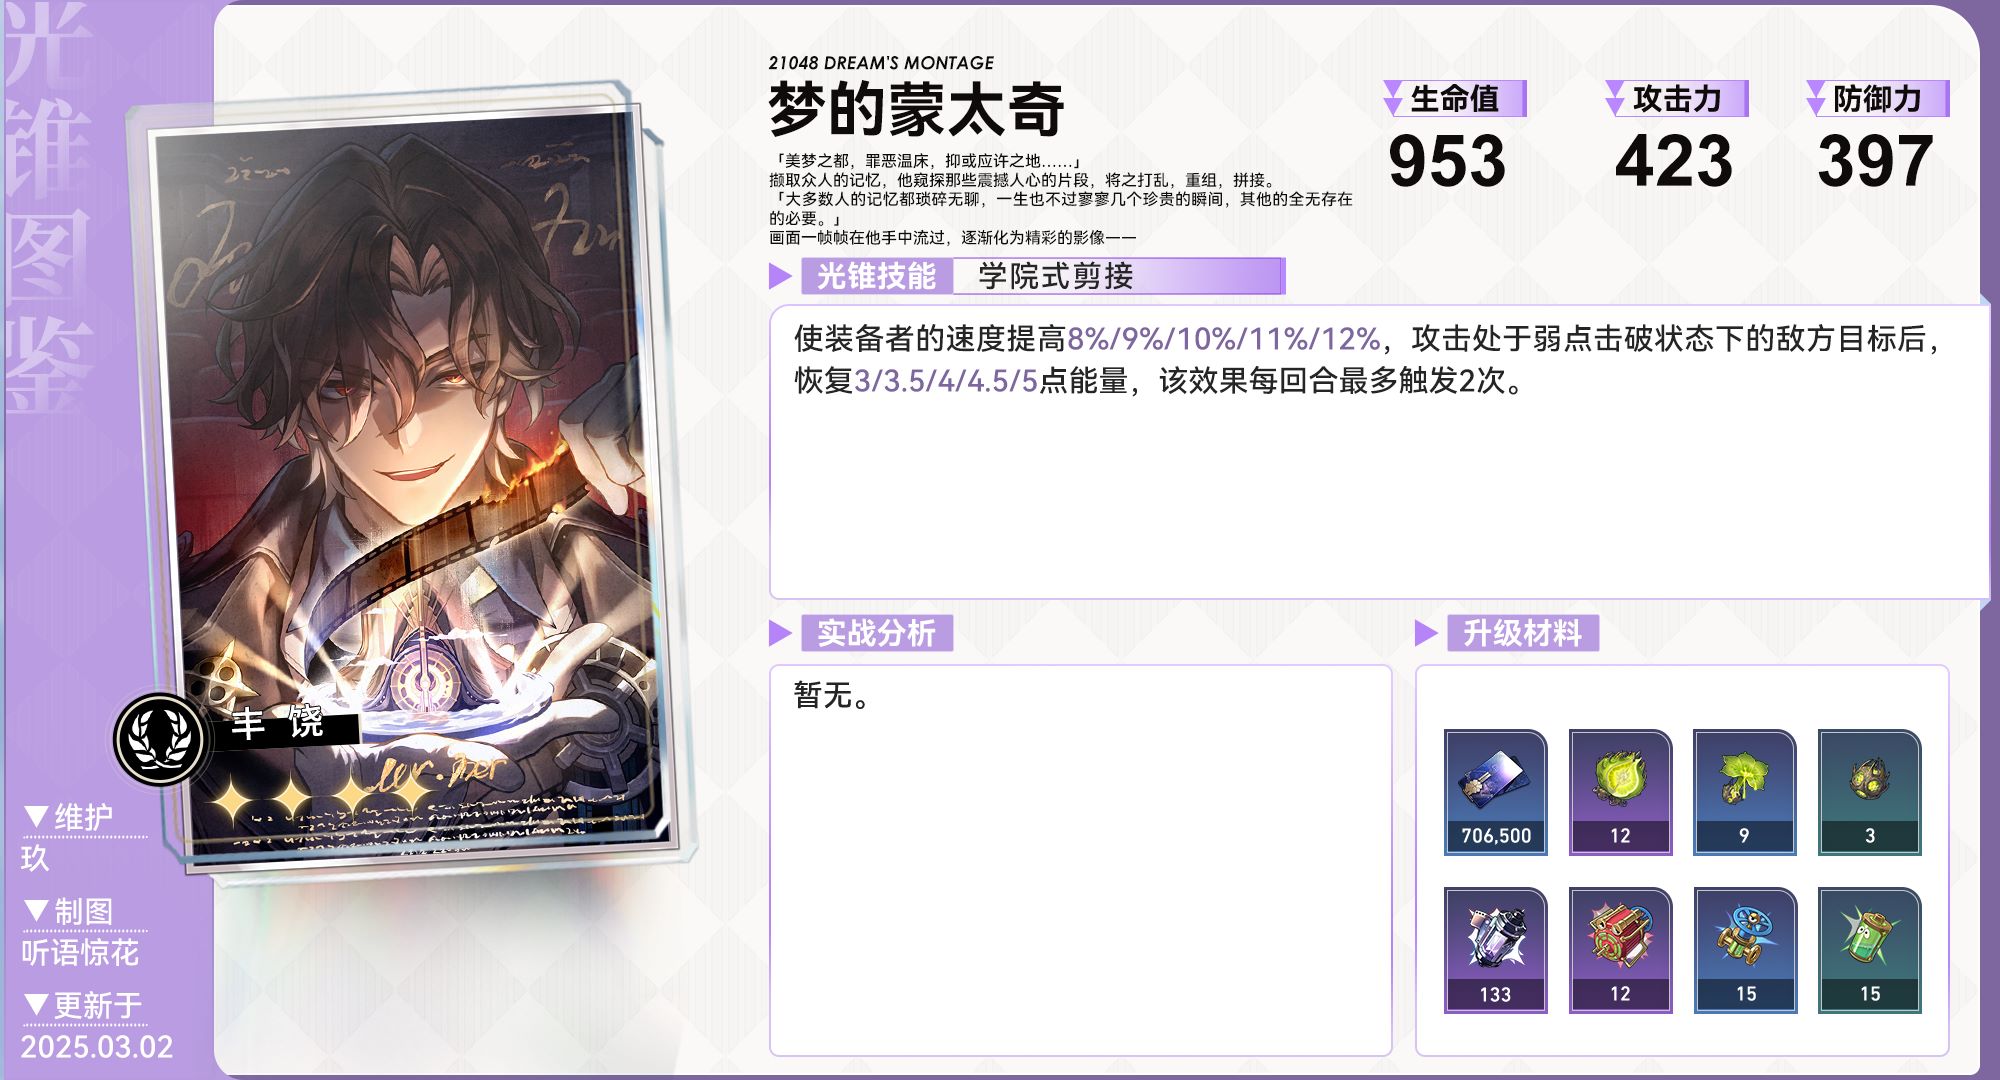 光锥图鉴
21048 DREAM'S MONTAGE
梦的蒙太奇
「美梦之都，罪恶温床，抑或应许之地……」
撷取众人的记忆，他窥探那些震撼人心的片段，将之打乱，重组，拼接。
「大多数人的记忆都琐碎无聊，一生也不过寥寥几个珍贵的瞬间，其他的全无存在
的必要。」
画面一帧帧在他手中流过，逐渐化为精彩的影像——
生命值
953
攻击力
423
防御力
397
光锥技能 学院式剪接
使装备者的速度提高8%/9%/10%/11%/12%，攻击处于弱点击破状态下的敌方目标后，
恢复3/3.5/4/4.5/5点能量，该效果每回合最多触发2次。
丰饶
实战分析
暂无。
升级材料
706,500
12
9
3
133
12
15
15
▼维护
玖
▼制图
听语惊花
▼更新于
2025.03.02